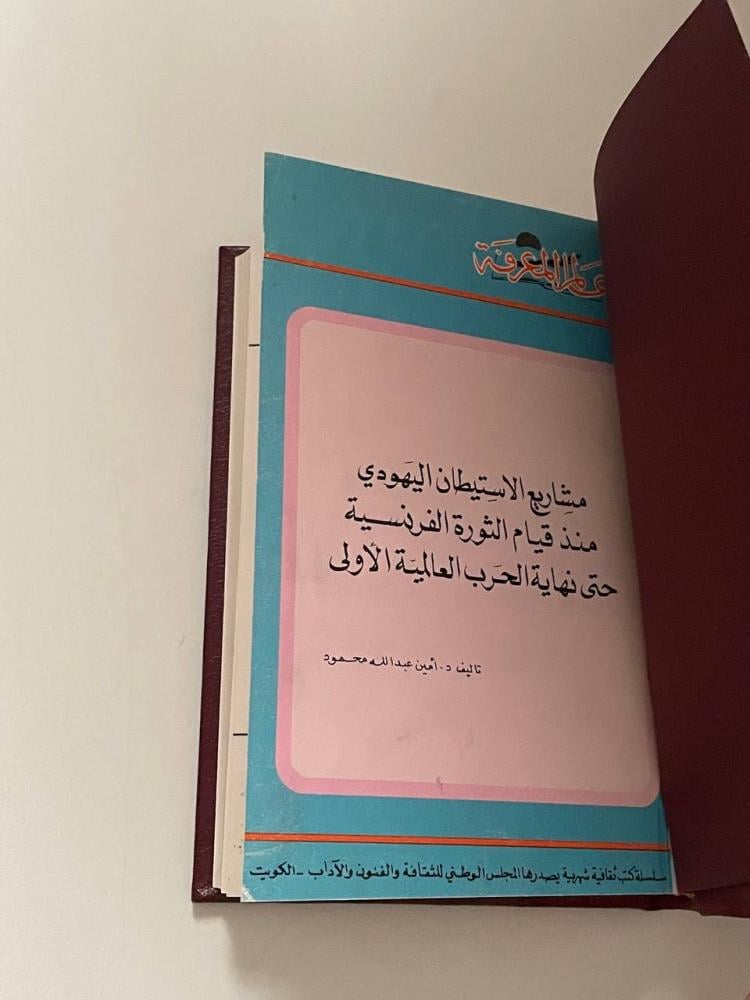 عالم المعرفة
مشاريع الاستيطان اليهودي
منذ قيام الثورة الفرنسية
حتى نهاية الحرب العالمية الأولى
تاليف د. أمين عبدالله محمود
سلسلة كتب ثقافية شهرية يصدرها المجلس الوطني للثقافة والفنون والآداب - الكويت